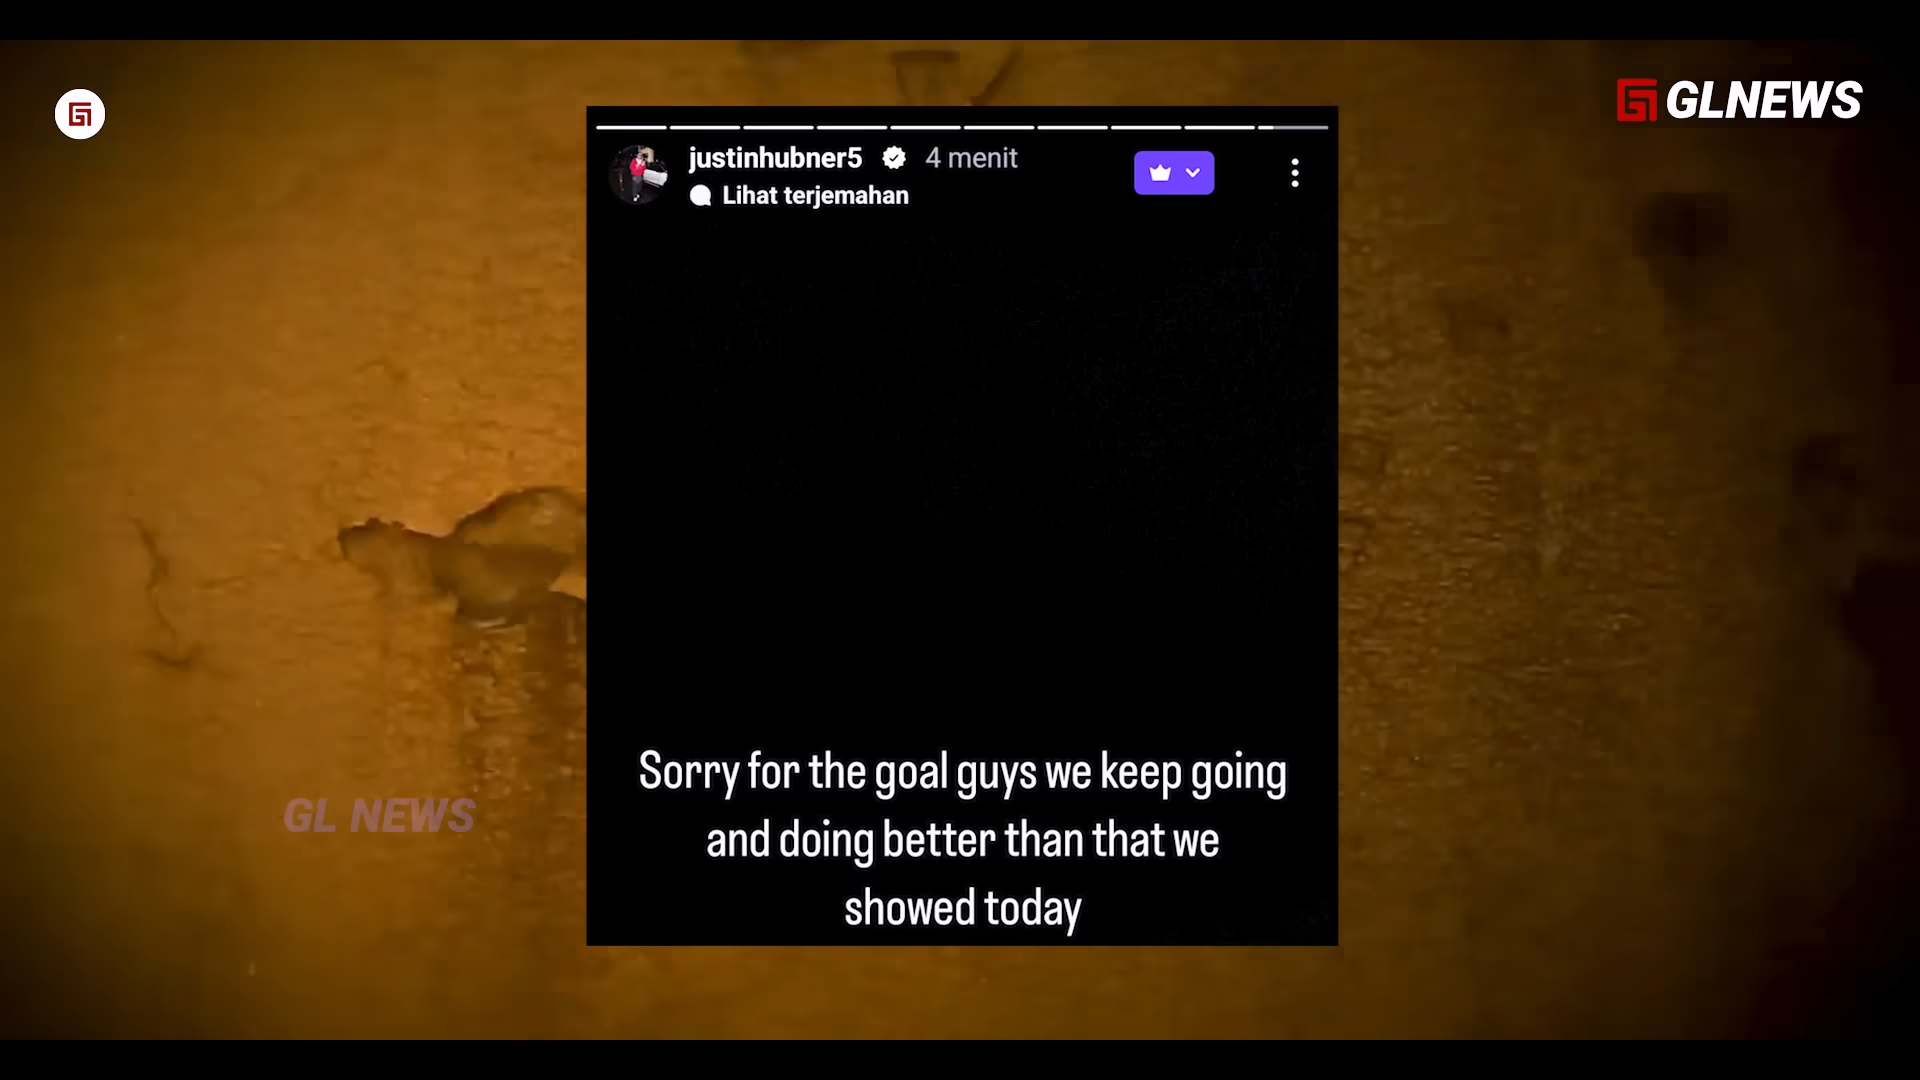 GLNEWS
justinhubner5 4 menit
Lihat terjemahan
Sorry for the goal guys we keep going
and doing better than that we
showed today
GL NEWS